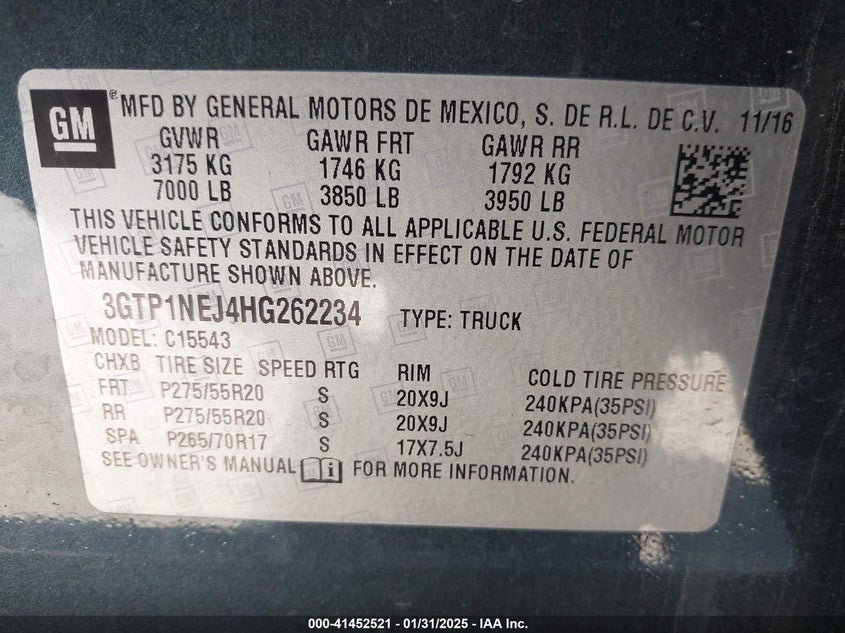 GM
® MFD BY GENERAL MOTORS DE MEXICO, S. DE R.L. DE C.V. 11/16
GVWR GAWR FRT GAWR RR
3175 KG 1746 KG 1792 KG
7000 LB 3850 LB 3950 LB
THIS VEHICLE CONFORMS TO ALL APPLICABLE U.S. FEDERAL MOTOR
VEHICLE SAFETY STANDARDS IN EFFECT ON THE DATE OF
MANUFACTURE SHOWN ABOVE.
3GTP1NEJ4HG262234 TYPE: TRUCK
MODEL: C15543
CHXB TIRE SIZE SPEED RTG RIM COLD TIRE PRESSURE
FRT P275/55R20 S 20X9J 240KPA(35PSI)
RR P275/55R20 S 20X9J 240KPA(35PSI)
SPA P265/70R17 S 17X7.5J 240KPA(35PSI)
SEE OWNER'S MANUAL i FOR MORE INFORMATION.
000-41452521 - 01/31/2025 - IAA Inc.